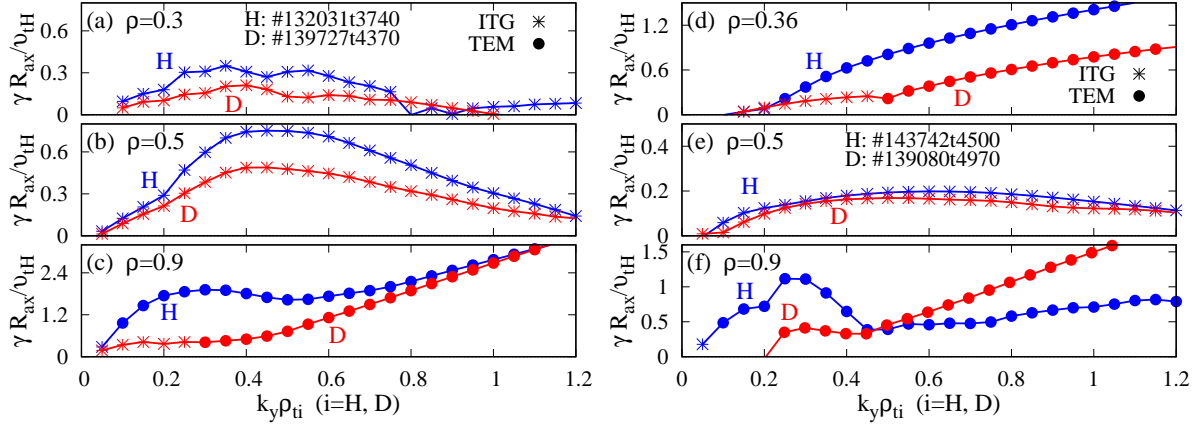 (a) ρ=0.3
H: #132031t3740
D: #139727t4370
ITG
TEM
H
D
γ R_ax/υ_tH
0.6
0.3
0
(b) ρ=0.5
H
D
γ R_ax/υ_tH
0.6
0.3
0
(c) ρ=0.9
H
D
γ R_ax/υ_tH
2.4
1.2
0
0 0.2 0.4 0.6 0.8 1 1.2
k_yρ_ti (i=H, D)
(d) ρ=0.36
H
D
ITG
TEM
γ R_ax/υ_tH
1.2
0.6
0
(e) ρ=0.5
H: #143742t4500
D: #139080t4970
H
D
γ R_ax/υ_tH
0.4
0.2
0
(f) ρ=0.9
H
D
γ R_ax/υ_tH
1.5
1
0.5
0
0 0.2 0.4 0.6 0.8 1 1.2
k_yρ_ti (i=H, D)